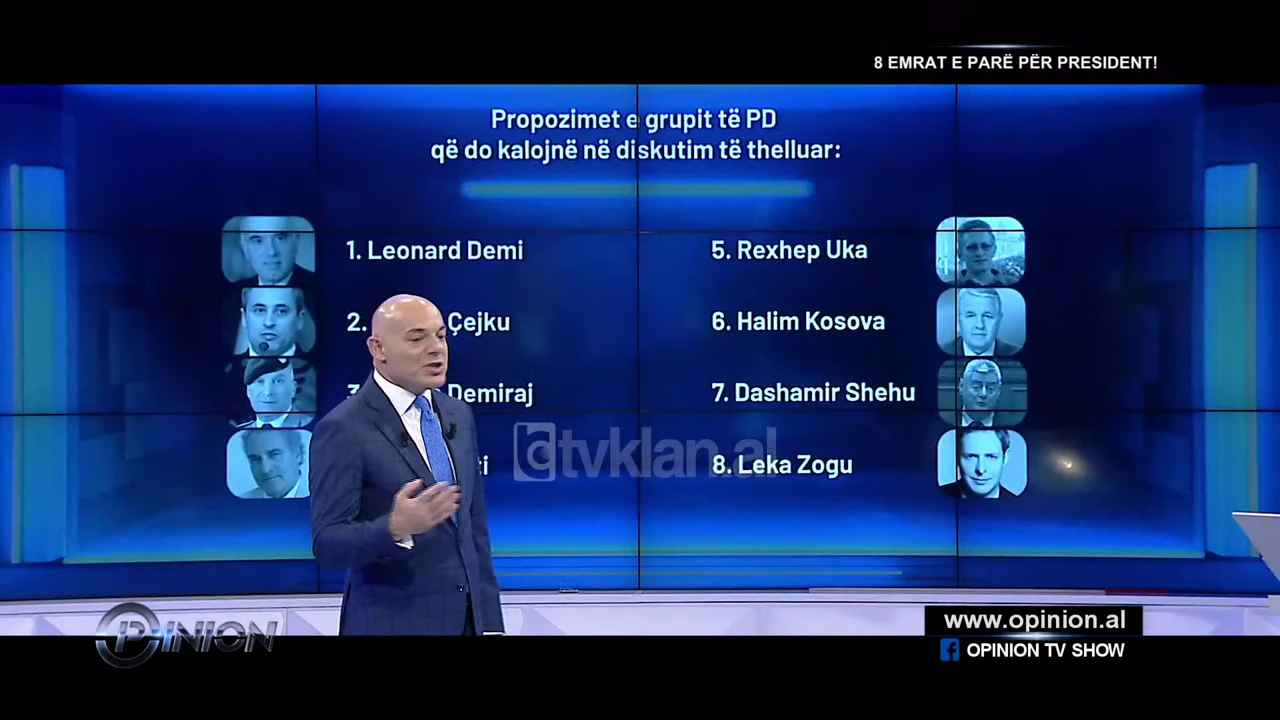 8 EMRAT E PARË PËR PRESIDENT!
Propozimet e grupit të PD
që do kalojnë në diskutim të thelluar:
1. Leonard Demi
2. Çejku
Demiraj
5. Rexhep Uka
6. Halim Kosova
7. Dashamir Shehu
8. Leka Zogu
tvklan.al
OPINION
www.opinion.al
OPINION TV SHOW